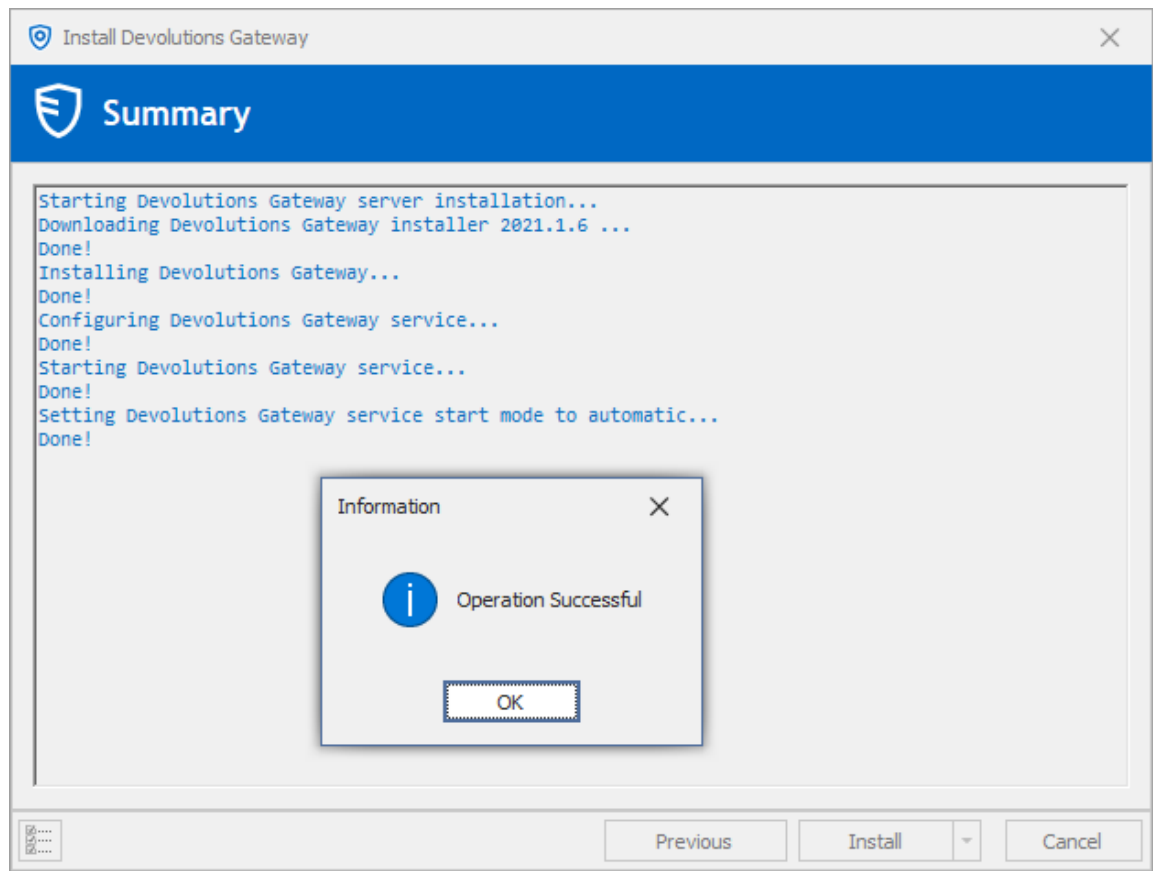 Install Devolutions Gateway
Summary
Starting Devolutions Gateway server installation...
Downloading Devolutions Gateway installer 2021.1.6 ...
Done!
Installing Devolutions Gateway...
Done!
Configuring Devolutions Gateway service...
Done!
Starting Devolutions Gateway service...
Done!
Setting Devolutions Gateway service start mode to automatic...
Done!
Information
Operation Successful
OK
Previous
Install
Cancel